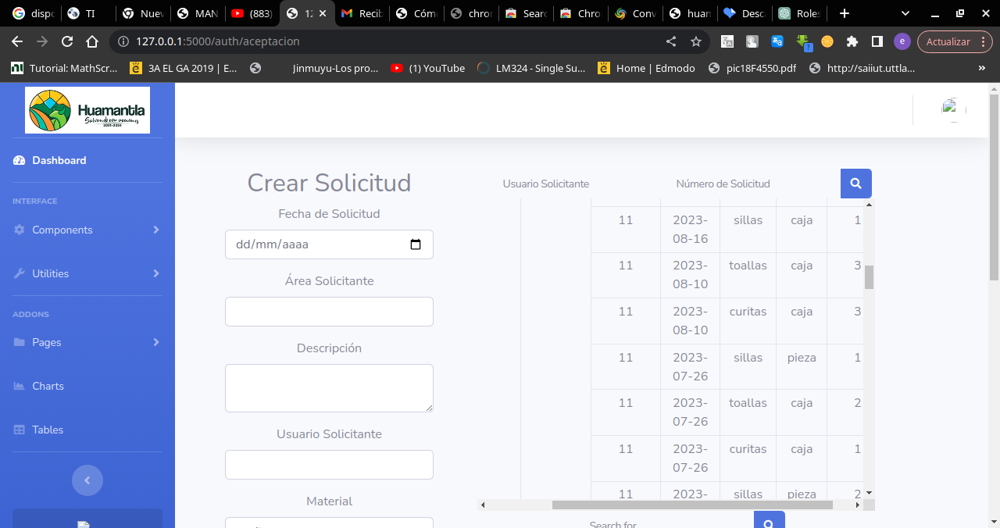 dispo
TI
Nuev
MAN
(883)
12
Recib
Cóm
chror
Searc
Chro
Conv
huan
Desca
Roles
127.0.0.1:5000/auth/aceptacion
e
Actualizar
Tutorial: MathScr...
3A EL GA 2019 | E...
Jinmuyu-Los pro...
(1) YouTube
LM324 - Single Su...
Home | Edmodo
pic18F4550.pdf
http://saiiut.uttla...
»
Huamantla
2021-2024
Dashboard
INTERFACE
Components
Utilities
ADDONS
Pages
Charts
Tables
Crear Solicitud
Fecha de Solicitud
dd/mm/aaaa
Área Solicitante
Descripción
Usuario Solicitante
Material
Usuario Solicitante
Número de Solicitud
11 2023-08-16 sillas caja 1
11 2023-08-10 toallas caja 3
11 2023-08-10 curitas caja 3
11 2023-07-26 sillas pieza 1
11 2023-07-26 toallas caja 2
11 2023-07-26 curitas caja 1
11 2023- sillas pieza 2
Search for